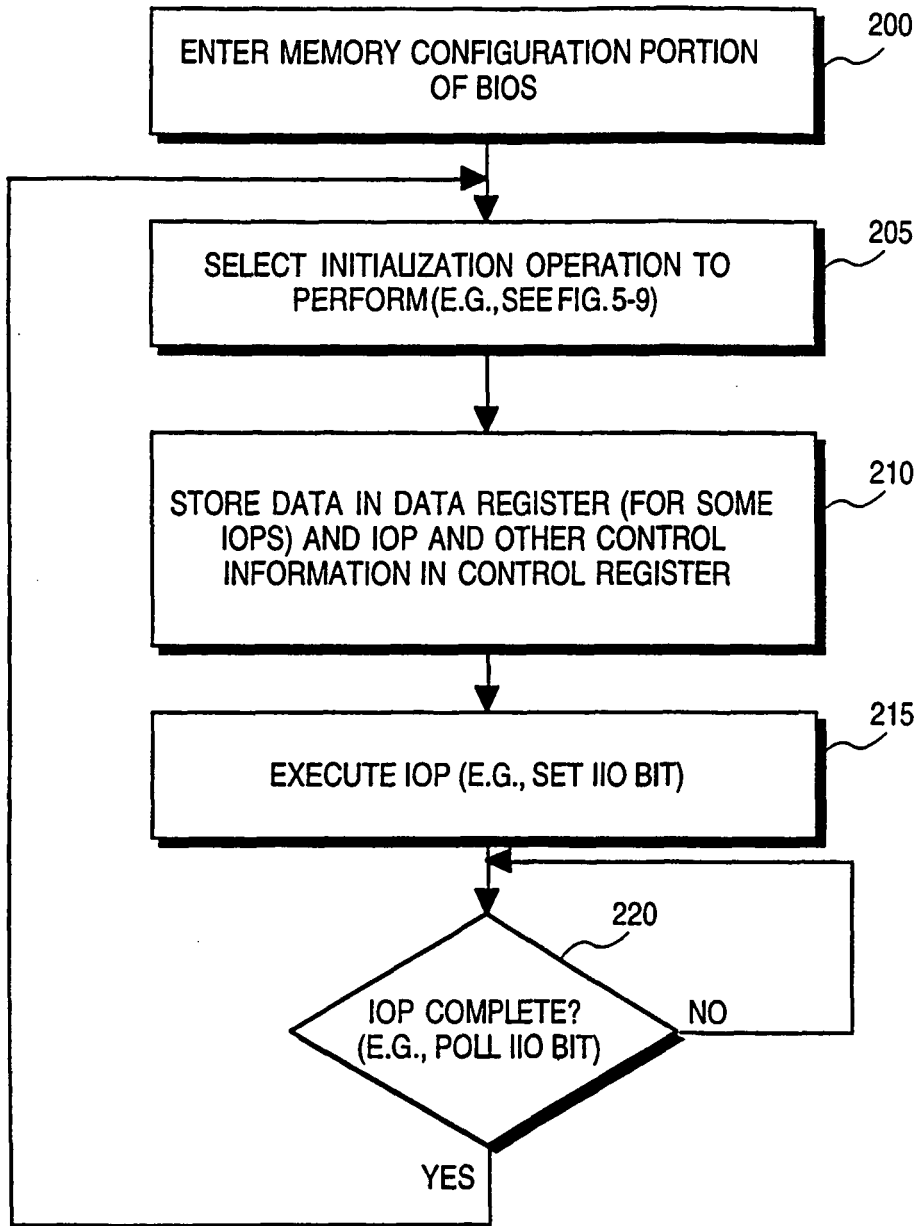 ENTER MEMORY CONFIGURATION PORTION
OF BIOS
200
SELECT INITIALIZATION OPERATION TO
PERFORM (E.G., SEE FIG. 5-9)
205
STORE DATA IN DATA REGISTER (FOR SOME
IOPS) AND IOP AND OTHER CONTROL
INFORMATION IN CONTROL REGISTER
210
EXECUTE IOP (E.G., SET IIO BIT)
215
220
IOP COMPLETE?
(E.G., POLL IIO BIT)
NO
YES